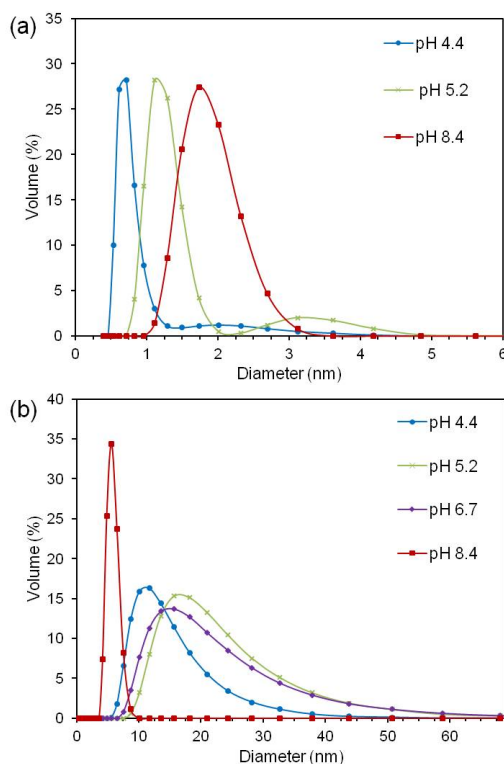 (a)
35
30
25
20
15
10
5
0
Volume (%)
pH 4.4
pH 5.2
pH 8.4
0 1 2 3 4 5 6
Diameter (nm)
(b)
40
35
30
25
20
15
10
5
0
Volume (%)
pH 4.4
pH 5.2
pH 6.7
pH 8.4
0 10 20 30 40 50 60
Diameter (nm)